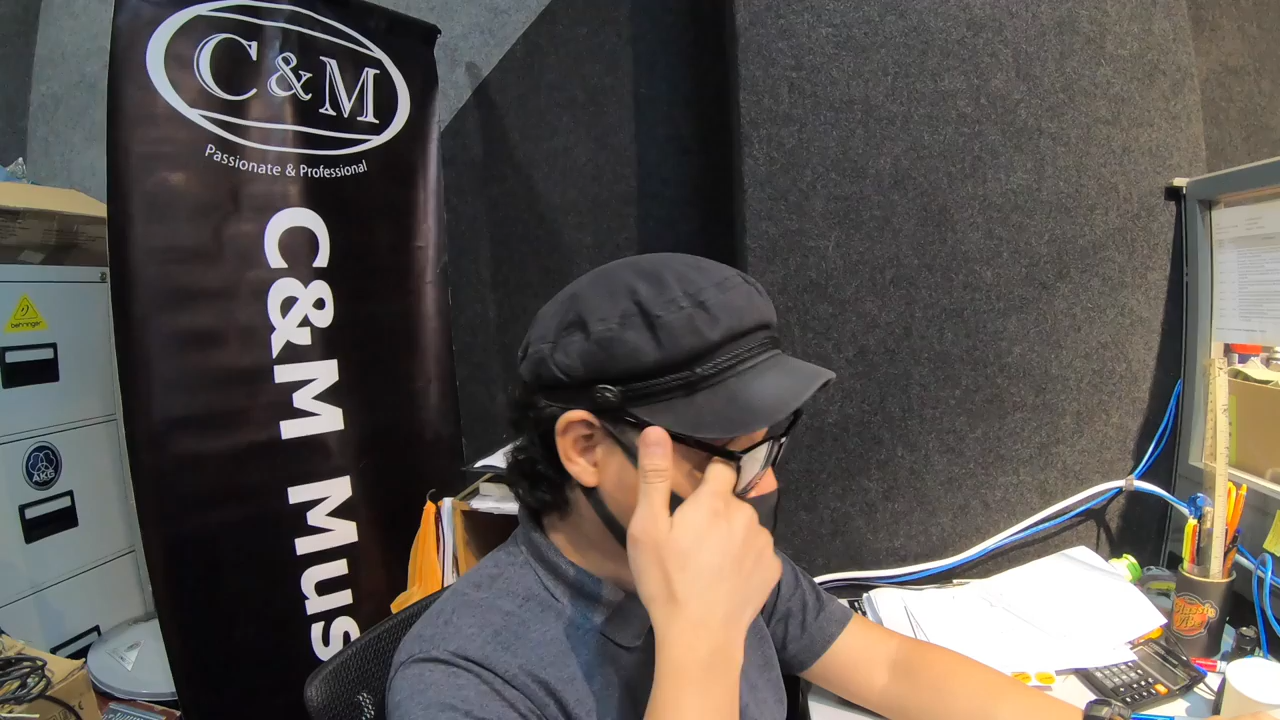 C&M
Passionate & Professional
C&M Mus
behringer
AKG
Classic
Vibe